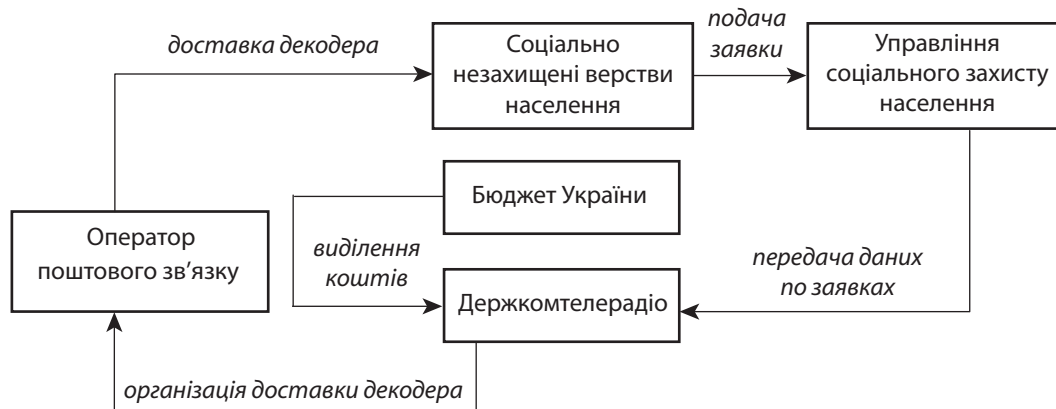 доставка декодера
Соціально
незахищені верстви
населення
подача
заявки
Управління
соціального захисту
населення
Бюджет України
Оператор
поштового зв’язку
виділення
коштів
Держкомтелерадіо
передача даних
по заявках
організація доставки декодера